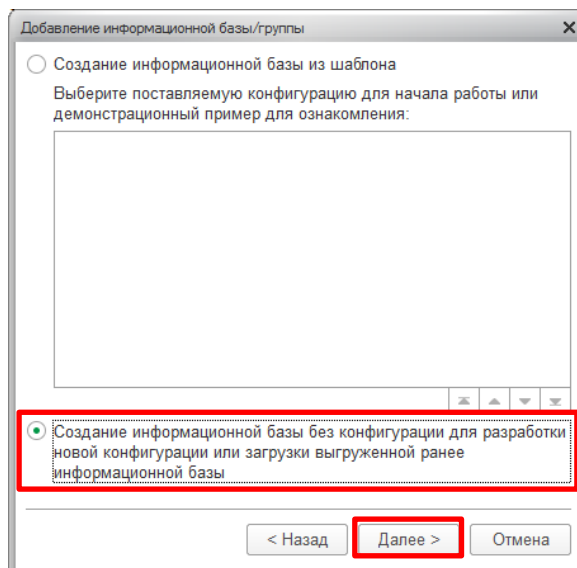 Добавление информационной базы/группы
Создание информационной базы из шаблона
Выберите поставляемую конфигурацию для начала работы или
демонстрационный пример для ознакомления:
Создание информационной базы без конфигурации для разработки
новой конфигурации или загрузки выгруженной ранее
информационной базы
< Назад
Далее >
Отмена